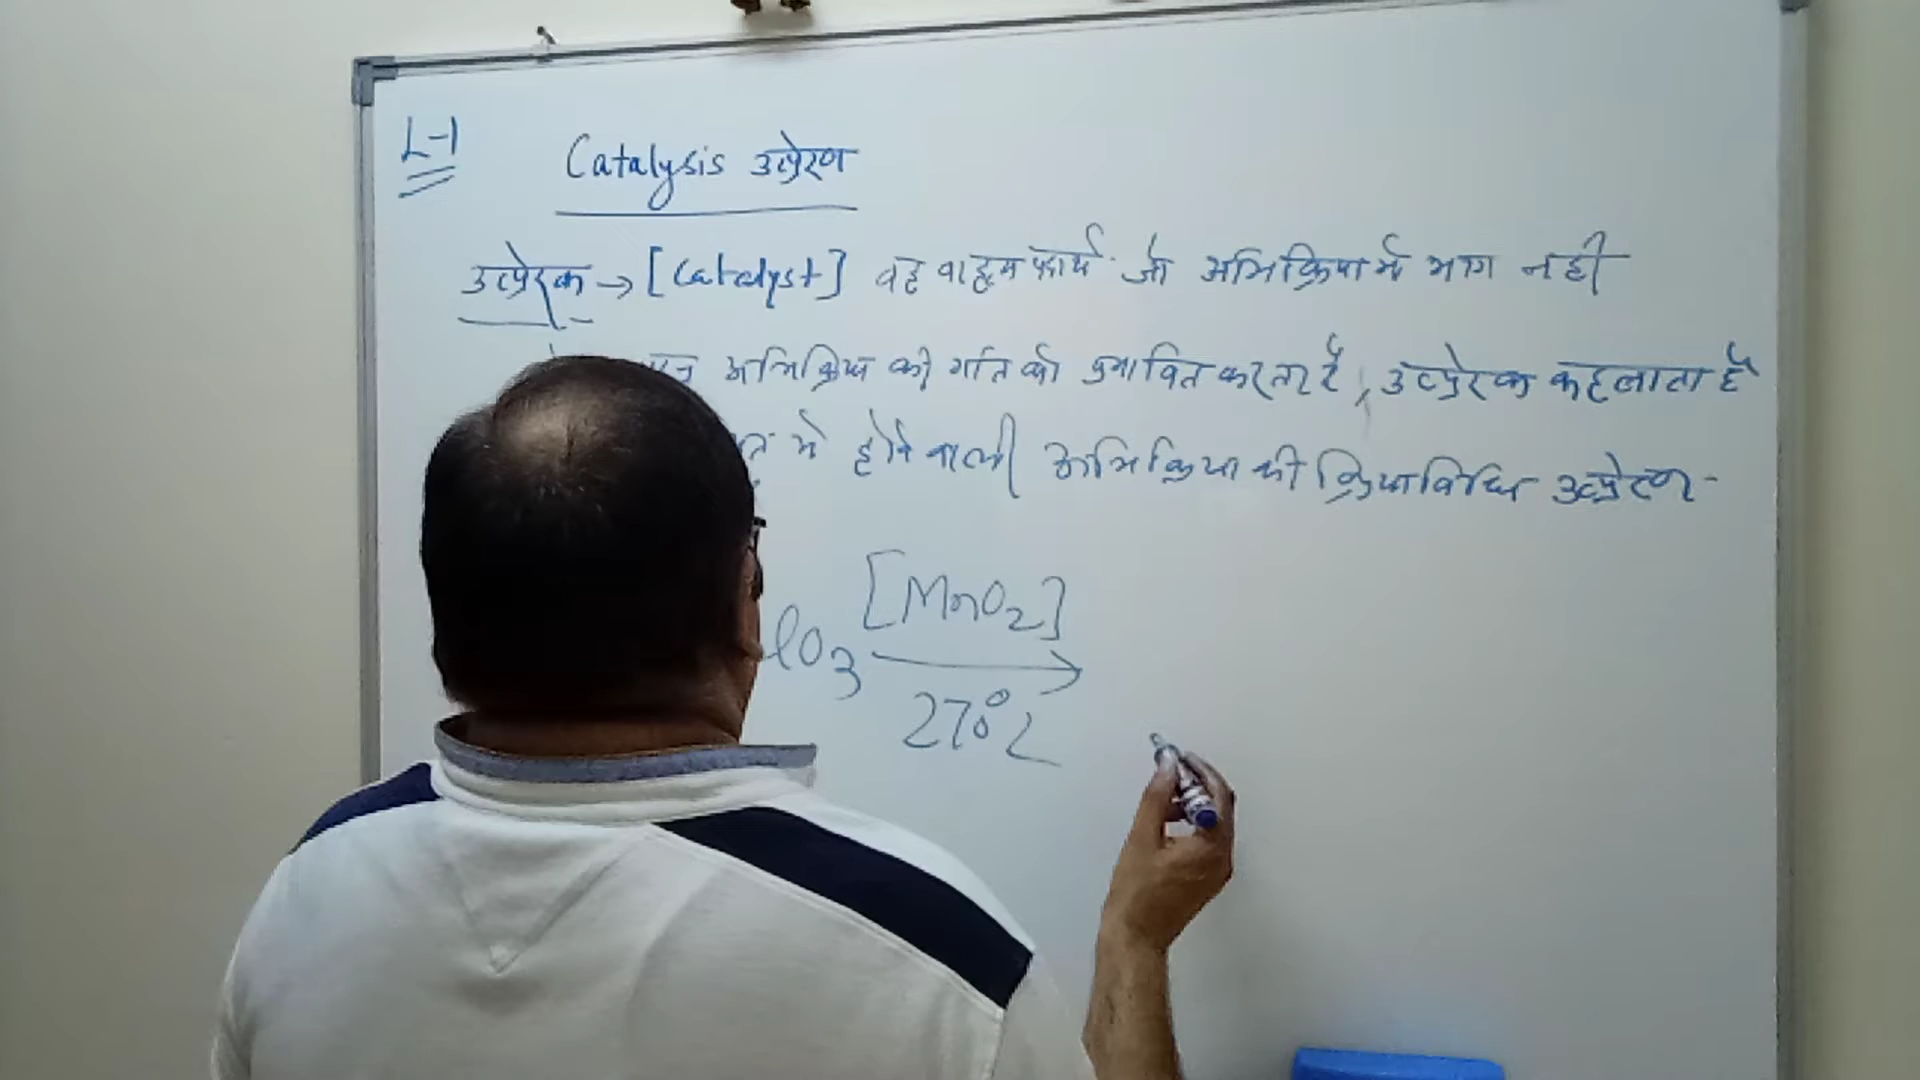 L-1
Catalysis उत्प्रेरण
उत्प्रेरक → [Catalyst] वह बाह्रय पदार्थ जो अभिक्रिया में भाग नही
अभिक्रिया की गति को प्रभावित करता है, उत्प्रेरक कहलाता है
में होने वाली अभिक्रिया की क्रियाविधि उत्प्रेरण
[MnO2]
lO3 →
270°C